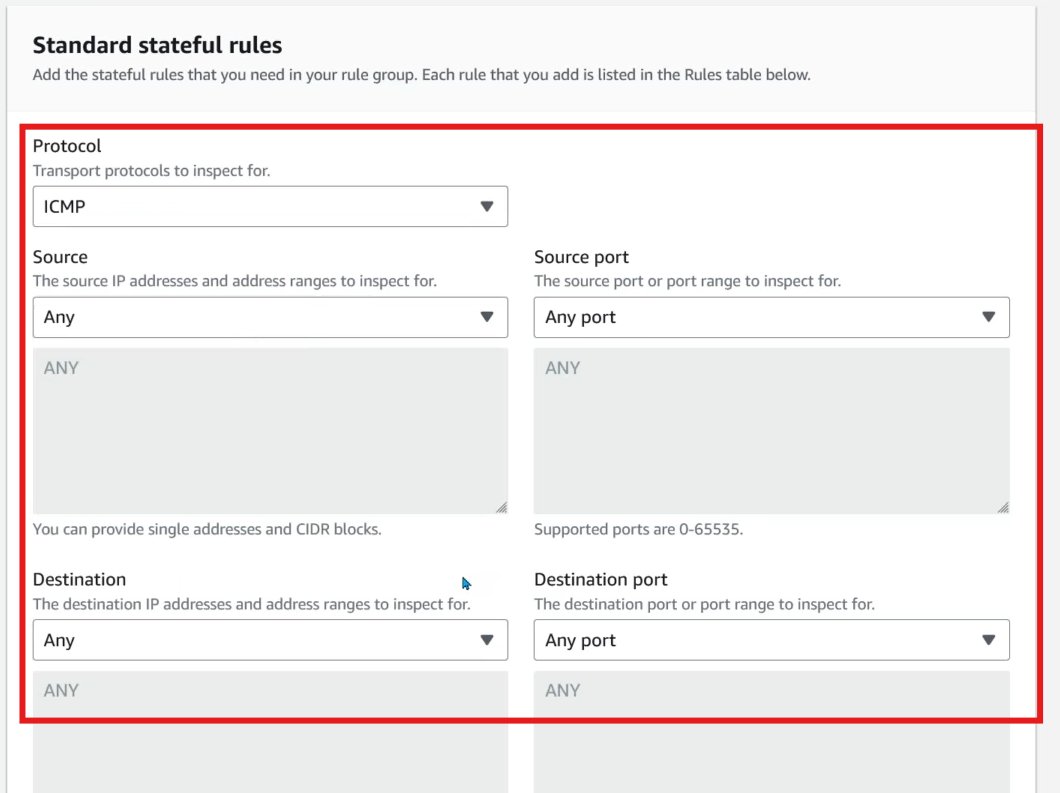 Standard stateful rules
Add the stateful rules that you need in your rule group. Each rule that you add is listed in the Rules table below.
Protocol
Transport protocols to inspect for.
ICMP
Source
The source IP addresses and address ranges to inspect for.
Any
ANY
You can provide single addresses and CIDR blocks.
Source port
The source port or port range to inspect for.
Any port
ANY
Supported ports are 0-65535.
Destination
The destination IP addresses and address ranges to inspect for.
Any
ANY
Destination port
The destination port or port range to inspect for.
Any port
ANY